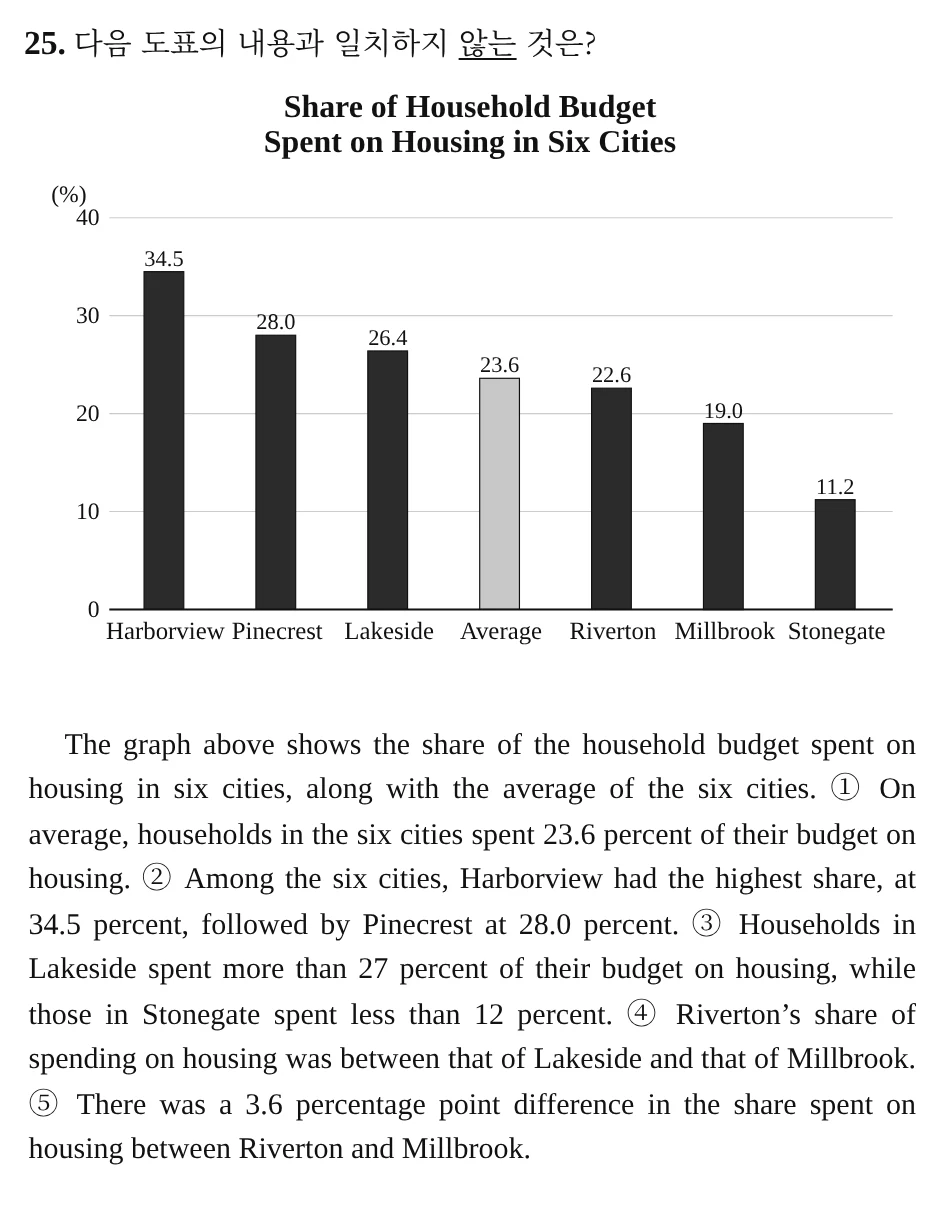 25. 다음 도표의 내용과 일치하지 않는 것은?
Share of Household Budget
Spent on Housing in Six Cities
(%)
40
30
20
10
0
34.5
28.0
26.4
23.6
22.6
19.0
11.2
Harborview Pinecrest Lakeside Average Riverton Millbrook Stonegate
The graph above shows the share of the household budget spent on
housing in six cities, along with the average of the six cities. ① On
average, households in the six cities spent 23.6 percent of their budget on
housing. ② Among the six cities, Harborview had the highest share, at
34.5 percent, followed by Pinecrest at 28.0 percent. ③ Households in
Lakeside spent more than 27 percent of their budget on housing, while
those in Stonegate spent less than 12 percent. ④ Riverton’s share of
spending on housing was between that of Lakeside and that of Millbrook.
⑤ There was a 3.6 percentage point difference in the share spent on
housing between Riverton and Millbrook.